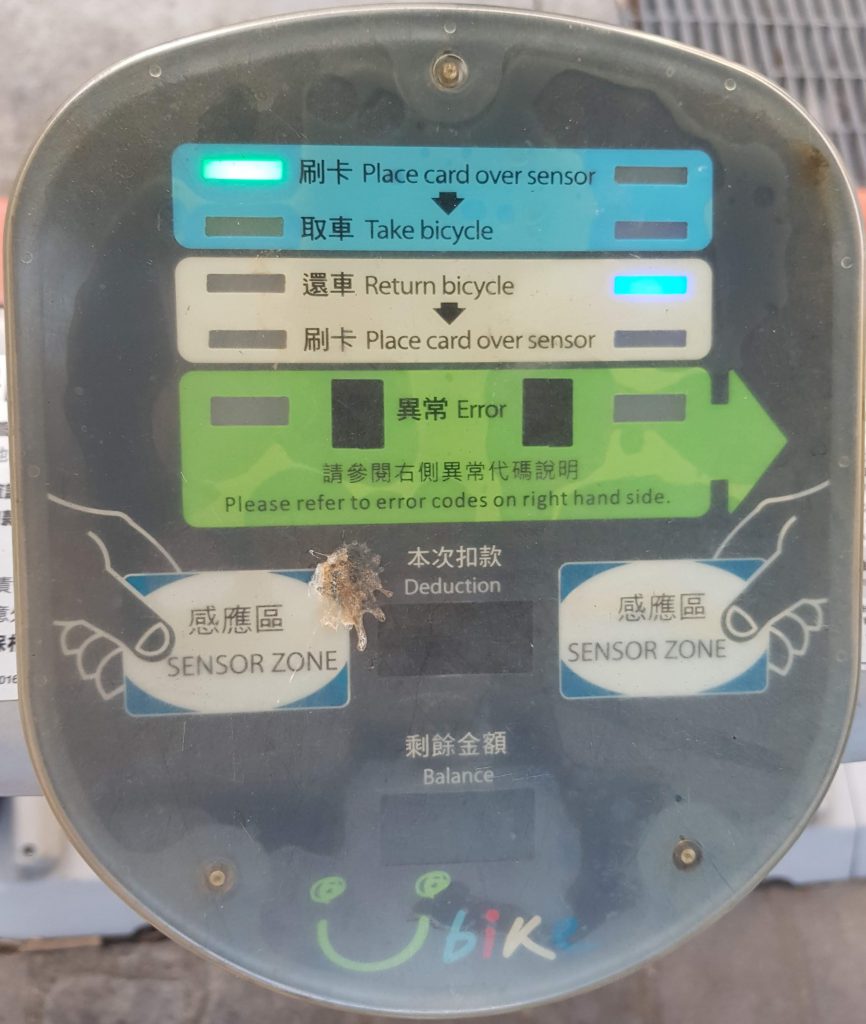 刷卡 Place card over sensor
取車 Take bicycle
還車 Return bicycle
刷卡 Place card over sensor
異常 Error
請參閱右側異常代碼說明
Please refer to error codes on right hand side.
本次扣款
Deduction
感應區
SENSOR ZONE
感應區
SENSOR ZONE
剩餘金額
Balance
Ubike